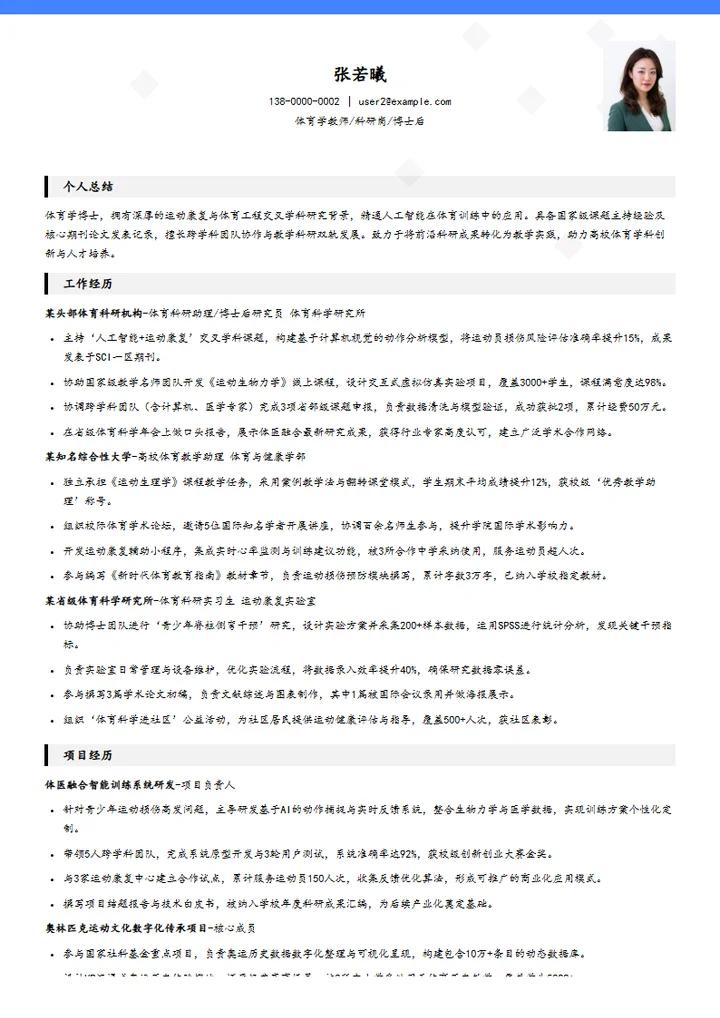 张若曦
138-0000-0002 | user2@example.com
体育学教师/科研岗/博士后
个人总结
体育学博士，拥有深厚的运动康复与体育工程交叉学科研究背景，精通人工智能在体育训练中的应用。具备国家级课题主持经验及
核心期刊论文发表记录，擅长跨学科团队协作与教学科研双轨发展。致力于将前沿科研成果转化为教学实践，助力高校体育学科创
新与人才培养。
工作经历
某头部体育科研机构-体育科研助理/博士后研究员 体育科学研究所
• 主持‘人工智能+运动康复’交叉学科课题，构建基于计算机视觉的动作分析模型，将运动员损伤风险评估准确率提升15%，成果
发表于SCI一区期刊。
• 协助国家级教学名师团队开发《运动生物力学》线上课程，设计交互式虚拟仿真实验项目，覆盖3000+学生，课程满意度达98%。
• 协调跨学科团队（含计算机、医学专家）完成3项省部级课题申报，负责数据清洗与模型验证，成功获批2项，累计经费50万元。
• 在省级体育科学年会上做口头报告，展示体医融合最新研究成果，获得行业专家高度认可，建立广泛学术合作网络。
某知名综合性大学-高校体育教学助理 体育与健康学部
• 独立承担《运动生理学》课程教学任务，采用案例教学法与翻转课堂模式，学生期末平均成绩提升12%，获校级‘优秀教学助
理’称号。
• 组织校际体育学术论坛，邀请5位国际知名学者开展讲座，协调百余名师生参与，提升学院国际学术影响力。
• 开发运动康复辅助小程序，集成实时心率监测与训练建议功能，被3所合作中学采纳使用，服务运动员超人次。
• 参与编写《新时代体育教育指南》教材章节，负责运动损伤预防模块撰写，累计字数3万字，已纳入学校指定教材。
某省级体育科学研究所-体育科研实习生 运动康复实验室
• 协助博士团队进行‘青少年脊柱侧弯干预’研究，设计实验方案并采集200+样本数据，运用SPSS进行统计分析，发现关键干预指
标。
• 负责实验室日常管理与设备维护，优化实验流程，将数据录入效率提升40%，确保研究数据零误差。
• 参与撰写3篇学术论文初稿，负责文献综述与图表制作，其中1篇被国际会议录用并做海报展示。
• 组织‘体育科学进社区’公益活动，为社区居民提供运动健康评估与指导，覆盖500+人次，获社区表彰。
项目经历
体医融合智能训练系统研发-项目负责人
• 针对青少年运动损伤高发问题，主导研发基于AI的动作捕捉与实时反馈系统，整合生物力学与医学数据，实现训练方案个性化定
制。
• 带领5人跨学科团队，完成系统原型开发与3轮用户测试，系统准确率达92%，获校级创新创业大赛金奖。
• 与3家运动康复中心建立合作试点，累计服务运动员150人次，收集反馈优化算法，形成可推广的商业化应用模式。
• 撰写项目结题报告与技术白皮书，被纳入学校年度科研成果汇编，为后续产业化奠定基础。
奥林匹克运动文化数字化传承项目-核心成员
• 参与国家社科基金重点项目，负责奥运历史数据数字化整理与可视化呈现，构建包含10万+条目的动态数据库。